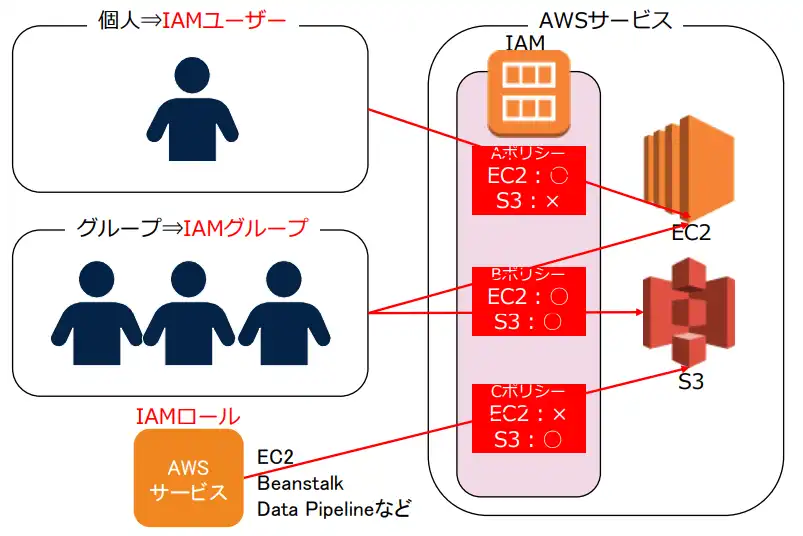 個人⇒IAMユーザー
AWSサービス
IAM
Aポリシー
EC2：○
S3：×
EC2
グループ⇒IAMグループ
Bポリシー
EC2：○
S3：○
S3
Cポリシー
EC2：×
S3：○
IAMロール
AWS
サービス
EC2
Beanstalk
Data Pipelineなど